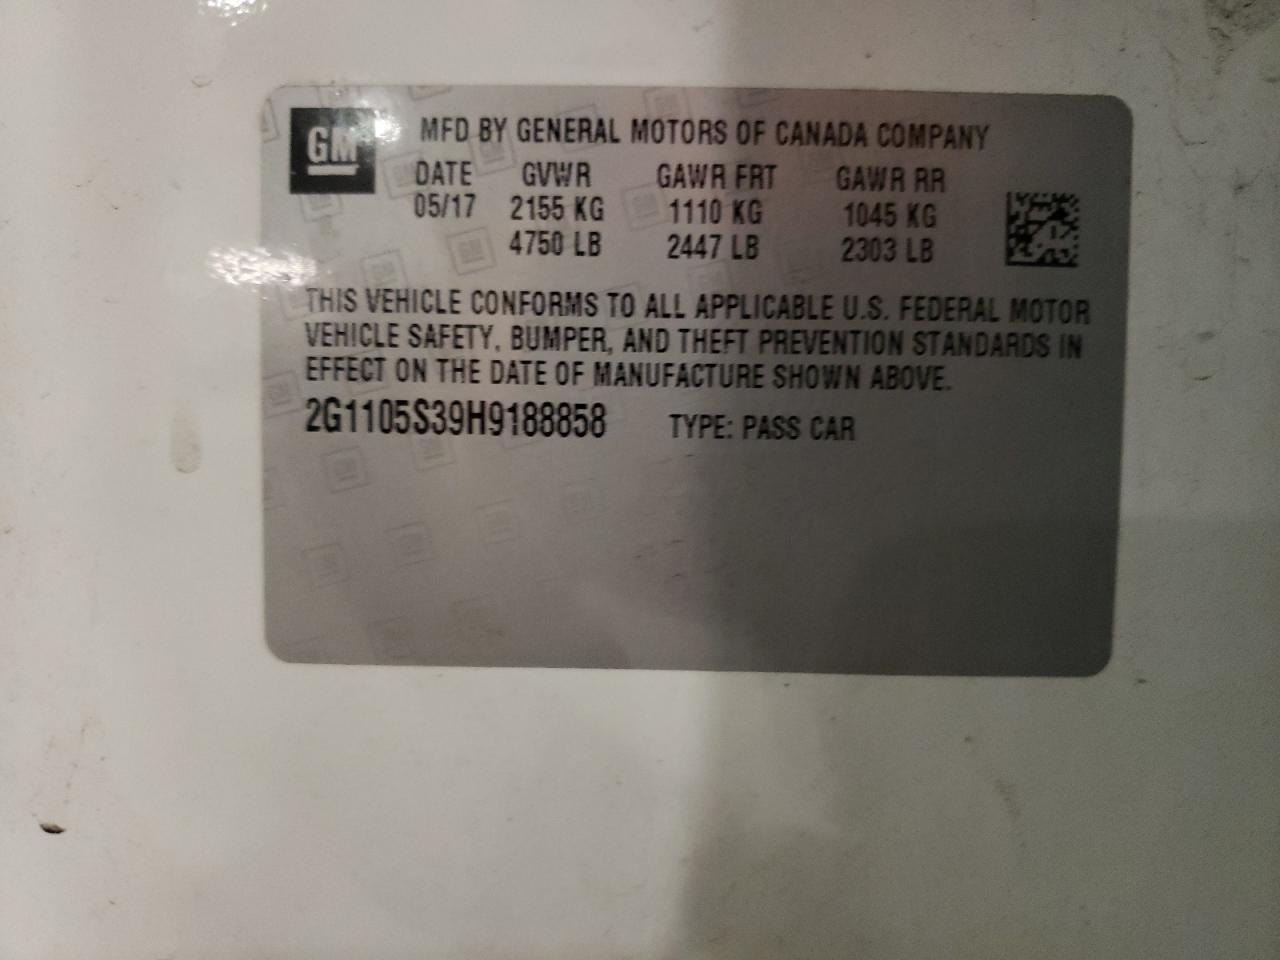 GM
MFD BY GENERAL MOTORS OF CANADA COMPANY
DATE GVWR GAWR FRT GAWR RR
05/17 2155 KG 1110 KG 1045 KG
4750 LB 2447 LB 2303 LB
THIS VEHICLE CONFORMS TO ALL APPLICABLE U.S. FEDERAL MOTOR
VEHICLE SAFETY, BUMPER, AND THEFT PREVENTION STANDARDS IN
EFFECT ON THE DATE OF MANUFACTURE SHOWN ABOVE.
2G1105S39H9188858 TYPE: PASS CAR